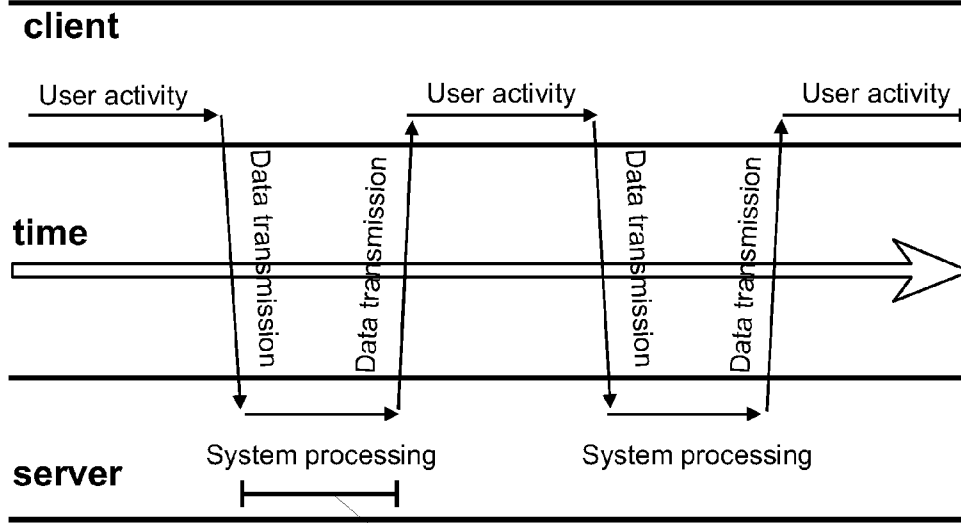 client
User activity
User activity
User activity
Data transmission
Data transmission
Data transmission
Data transmission
time
System processing
System processing
server